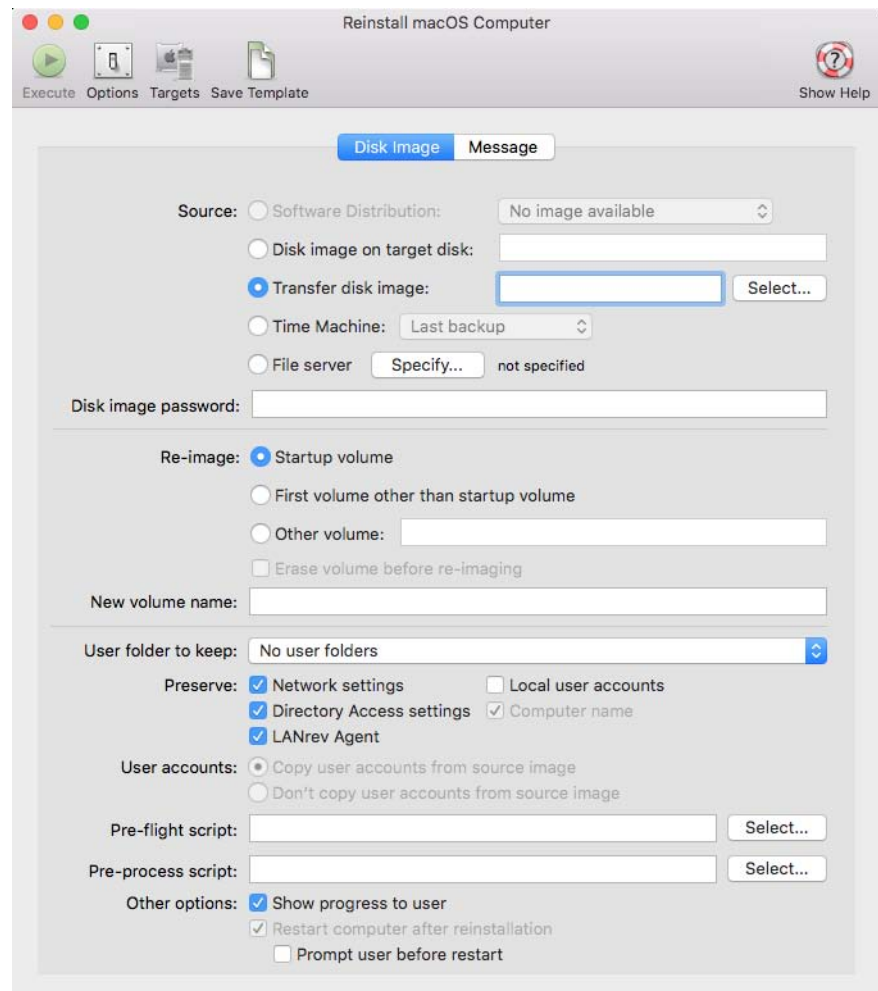 Reinstall macOS Computer
Execute Options Targets Save Template Show Help
Disk Image Message
Source: Software Distribution: No image available
Disk image on target disk:
Transfer disk image: Select...
Time Machine: Last backup
File server Specify... not specified
Disk image password:
Re-image: Startup volume
First volume other than startup volume
Other volume:
Erase volume before re-imaging
New volume name:
User folder to keep: No user folders
Preserve: Network settings Local user accounts
Directory Access settings Computer name
LANrev Agent
User accounts: Copy user accounts from source image
Don't copy user accounts from source image
Pre-flight script: Select...
Pre-process script: Select...
Other options: Show progress to user
Restart computer after reinstallation
Prompt user before restart